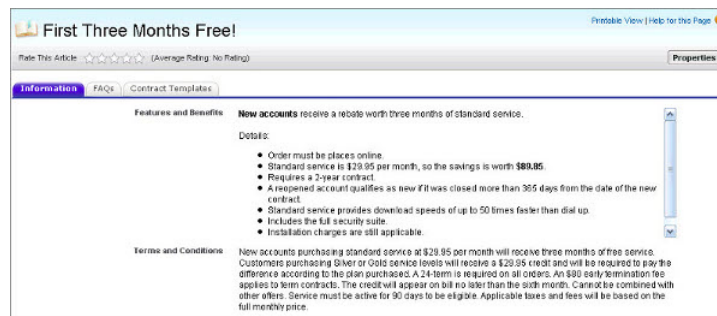 First Three Months Free!
Printable View | Help for this Page
Rate This Article (Average Rating: No Rating)
Properties
Information FAQs Contract Templates
Features and Benefits
New accounts receive a rebate worth three months of standard service.
Details:
Order must be places online.
Standard service is $29.95 per month, so the savings is worth $89.85.
Requires a 2-year contract.
A reopened account qualifies as new if it was closed more than 365 days from the date of the new
contract.
Standard service provides download speeds of up to 50 times faster than dial up.
Includes the full security suite.
Installation charges are still applicable.
Terms and Conditions
New accounts purchasing standard service at $29.95 per month will receive three months of free service.
Customers purchasing Silver or Gold service levels will receive a $29.95 credit and will be required to pay the
difference according to the plan purchased. A 24-term is required on all orders. An $80 early termination fee
applies to term contracts. The credit will appear on bill no later than the sixth month. Cannot be combined with
other offers. Service must be active for 90 days to be eligible. Applicable taxes and fees will be based on the
full monthly price.